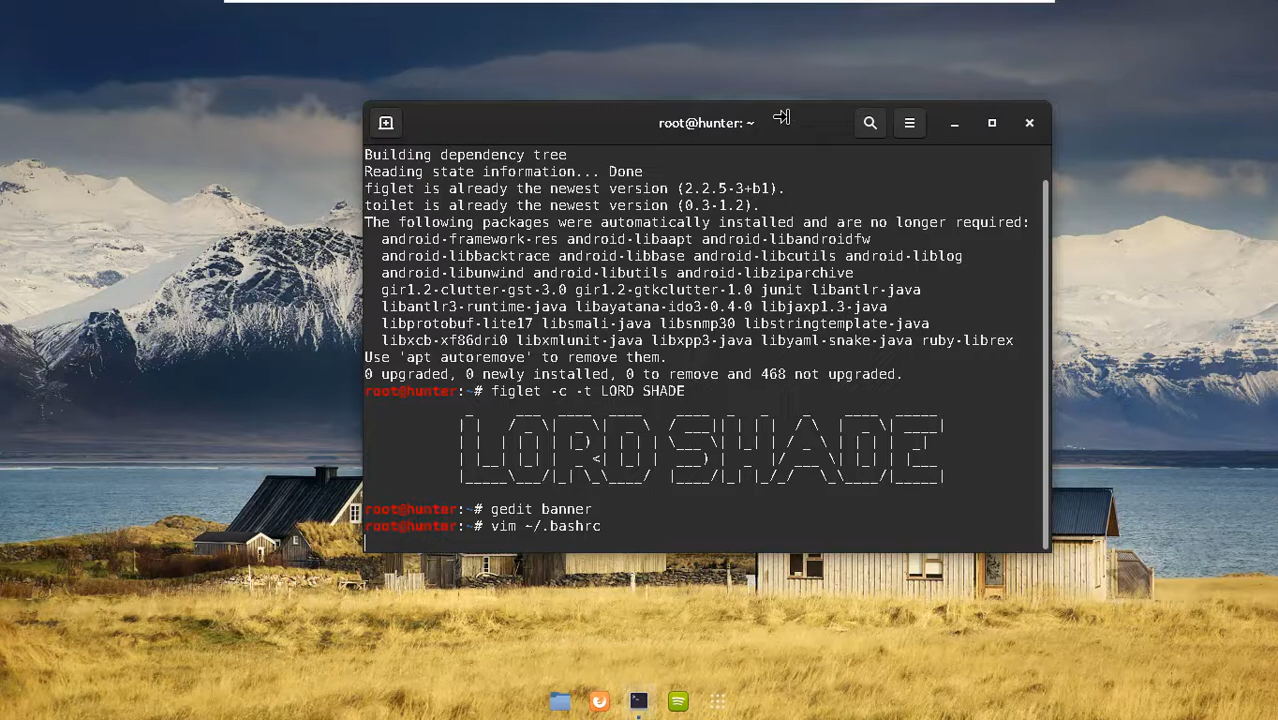 root@hunter: ~
Building dependency tree
Reading state information... Done
figlet is already the newest version (2.2.5-3+b1).
toilet is already the newest version (0.3-1.2).
The following packages were automatically installed and are no longer required:
android-framework-res android-libaapt android-libandroidfw
android-libbacktrace android-libbase android-libcutils android-liblog
android-libunwind android-libutils android-libziparchive
gir1.2-clutter-gst-3.0 gir1.2-gtkclutter-1.0 junit libantlr-java
libantlr3-runtime-java libayatana-ido3-0.4-0 libjaxp1.3-java
libprotobuf-lite17 libsmali-java libsnmp30 libstringtemplate-java
libxcb-xf86dri0 libxmlunit-java libxpp3-java libyaml-snake-java ruby-librex
Use 'apt autoremove' to remove them.
0 upgraded, 0 newly installed, 0 to remove and 468 not upgraded.
root@hunter:~# figlet -c -t LORD SHADE
LORD SHADE
root@hunter:~# gedit banner
root@hunter:~# vim ~/.bashrc